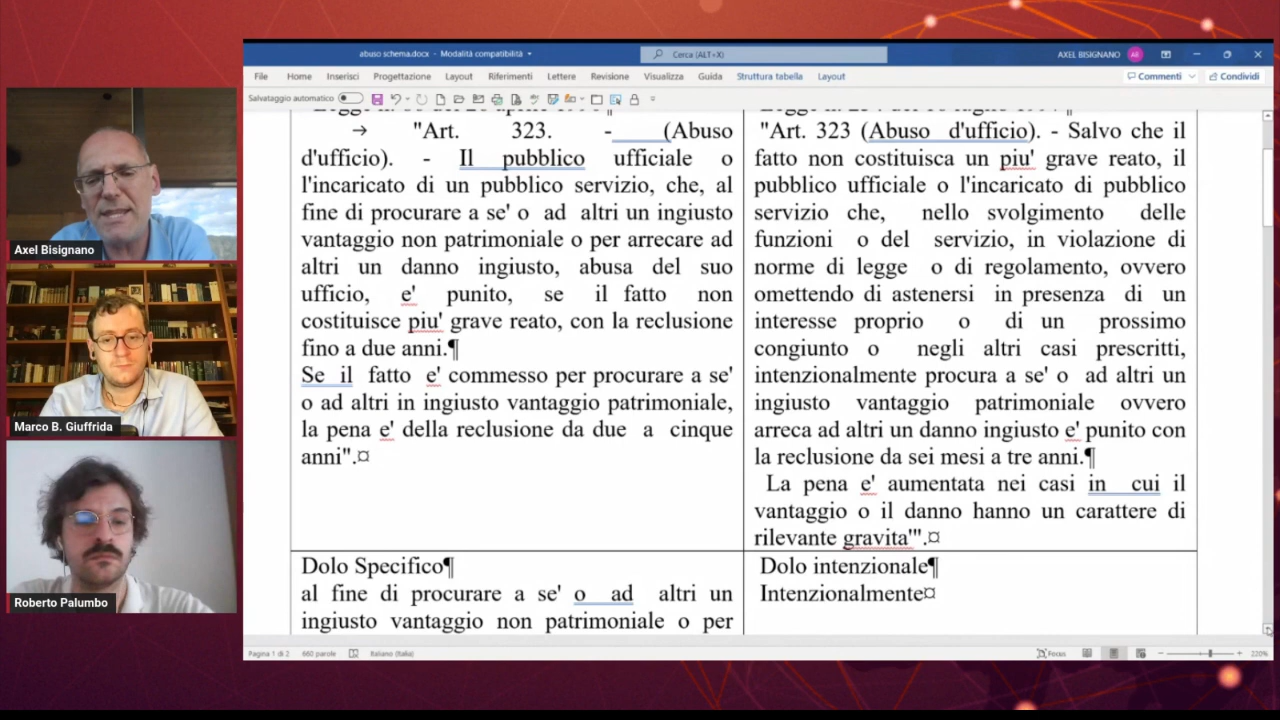 abuso schema.docx - Modalità compatibilità
Cerca (ALT+X)
AXEL BISIGNANO
AB
File Home Inserisci Progettazione Layout Riferimenti Lettere Revisione Visualizza Guida Struttura tabella Layout
Commenti
Condividi
Salvataggio automatico
→ "Art. 323. - (Abuso
d'ufficio). - Il pubblico ufficiale o
l'incaricato di un pubblico servizio, che, al
fine di procurare a se' o ad altri un ingiusto
vantaggio non patrimoniale o per arrecare ad
altri un danno ingiusto, abusa del suo
ufficio, e' punito, se il fatto non
costituisce piu' grave reato, con la reclusione
fino a due anni.¶
Se il fatto e' commesso per procurare a se'
o ad altri in ingiusto vantaggio patrimoniale,
la pena e' della reclusione da due a cinque
anni".¤
"Art. 323 (Abuso d'ufficio). - Salvo che il
fatto non costituisca un piu' grave reato, il
pubblico ufficiale o l'incaricato di pubblico
servizio che, nello svolgimento delle
funzioni o del servizio, in violazione di
norme di legge o di regolamento, ovvero
omettendo di astenersi in presenza di un
interesse proprio o di un prossimo
congiunto o negli altri casi prescritti,
intenzionalmente procura a se' o ad altri un
ingiusto vantaggio patrimoniale ovvero
arreca ad altri un danno ingiusto e' punito con
la reclusione da sei mesi a tre anni.¶
La pena e' aumentata nei casi in cui il
vantaggio o il danno hanno un carattere di
rilevante gravita'".¤
Dolo Specifico¶
al fine di procurare a se' o ad altri un
ingiusto vantaggio non patrimoniale o per
Dolo intenzionale¶
Intenzionalmente¤
Pagina 1 di 2 660 parole Italiano (Italia)
Focus
220%
Axel Bisignano
Marco B. Giuffrida
Roberto Palumbo